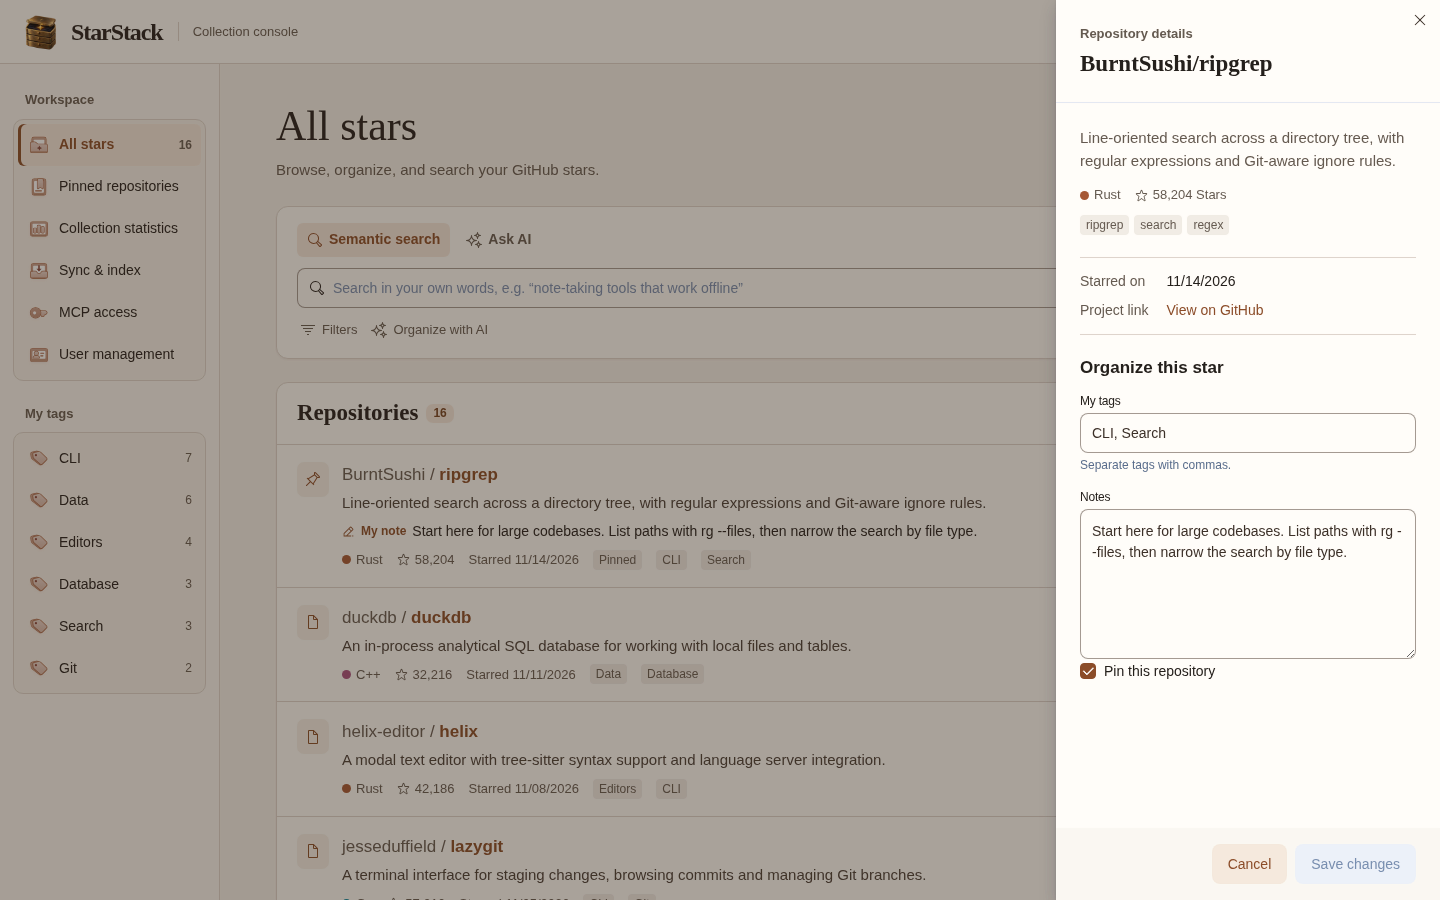 StarStack
Collection console
Workspace
All stars 16
Pinned repositories
Collection statistics
Sync & index
MCP access
User management
My tags
CLI 7
Data 6
Editors 4
Database 3
Search 3
Git 2
All stars
Browse, organize, and search your GitHub stars.
Semantic search Ask AI
Search in your own words, e.g. “note-taking tools that work offline”
Filters Organize with AI
Repositories 16
BurntSushi / ripgrep
Line-oriented search across a directory tree, with regular expressions and Git-aware ignore rules.
My note Start here for large codebases. List paths with rg --files, then narrow the search by file type.
Rust 58,204 Starred 11/14/2026 Pinned CLI Search
duckdb / duckdb
An in-process analytical SQL database for working with local files and tables.
C++ 32,216 Starred 11/11/2026 Data Database
helix-editor / helix
A modal text editor with tree-sitter syntax support and language server integration.
Rust 42,186 Starred 11/08/2026 Editors CLI
jesseduffield / lazygit
A terminal interface for staging changes, browsing commits and managing Git branches.
Repository details
BurntSushi/ripgrep
Line-oriented search across a directory tree, with
regular expressions and Git-aware ignore rules.
Rust 58,204 Stars
ripgrep search regex
Starred on 11/14/2026
Project link View on GitHub
Organize this star
My tags
CLI, Search
Separate tags with commas.
Notes
Start here for large codebases. List paths with rg -
-files, then narrow the search by file type.
Pin this repository
Cancel Save changes